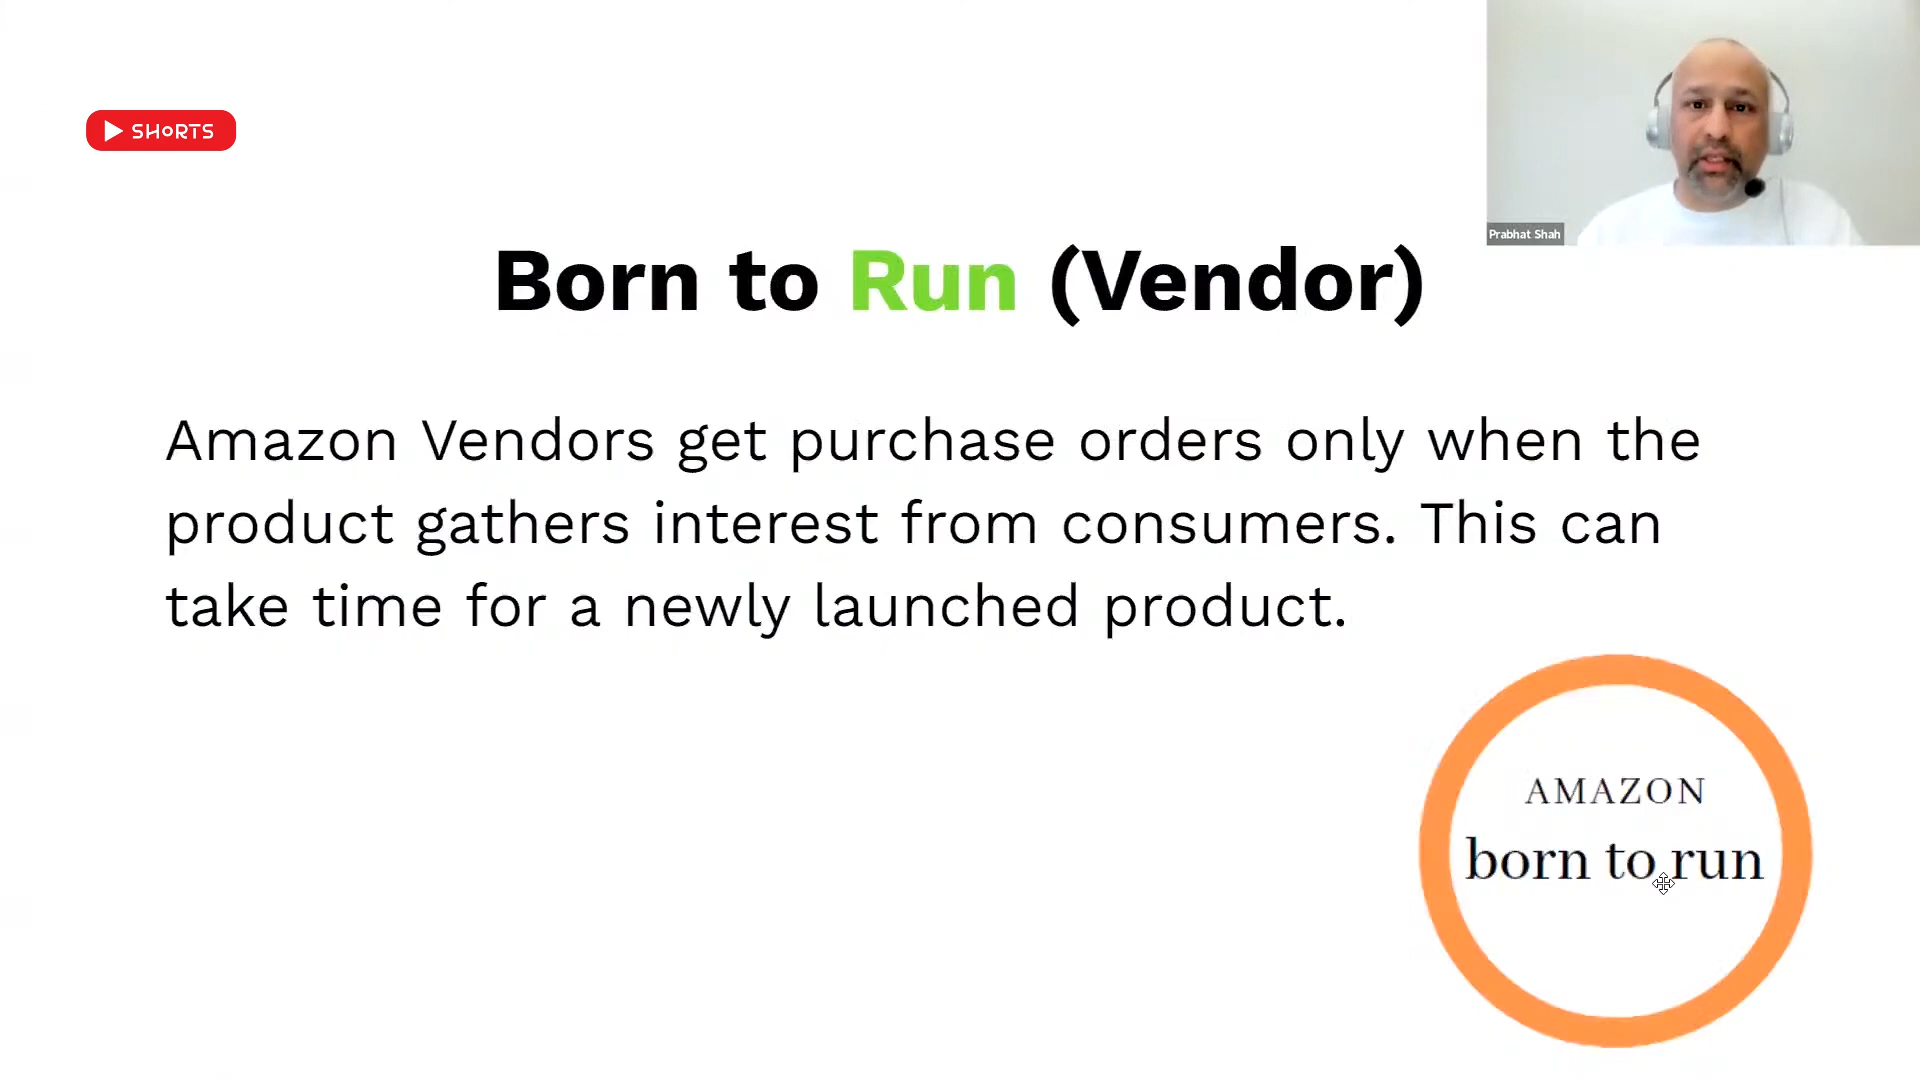 SHORTS
Prabhat Shah
Born to Run (Vendor)
Amazon Vendors get purchase orders only when the
product gathers interest from consumers. This can
take time for a newly launched product.
AMAZON
born to run